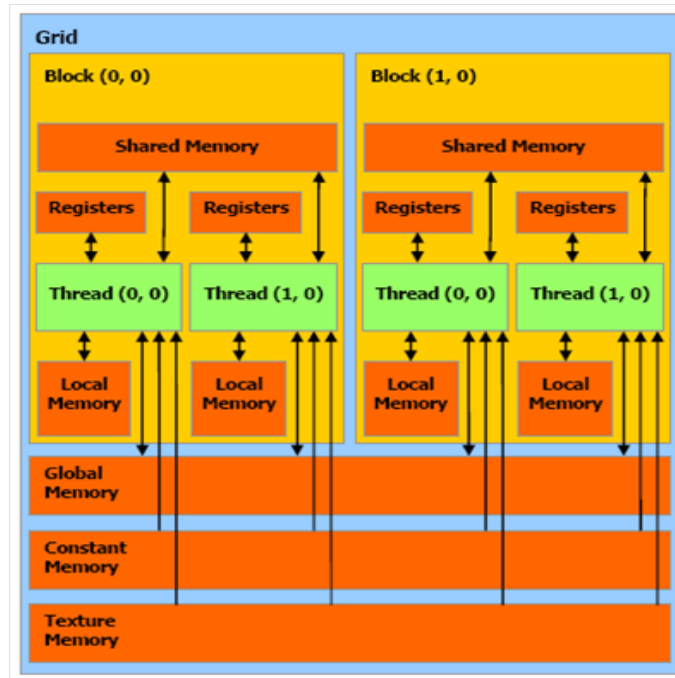 Grid
Block (0, 0)
Block (1, 0)
Shared Memory
Shared Memory
Registers
Registers
Registers
Registers
Thread (0, 0)
Thread (1, 0)
Thread (0, 0)
Thread (1, 0)
Local
Memory
Local
Memory
Local
Memory
Local
Memory
Global
Memory
Constant
Memory
Texture
Memory